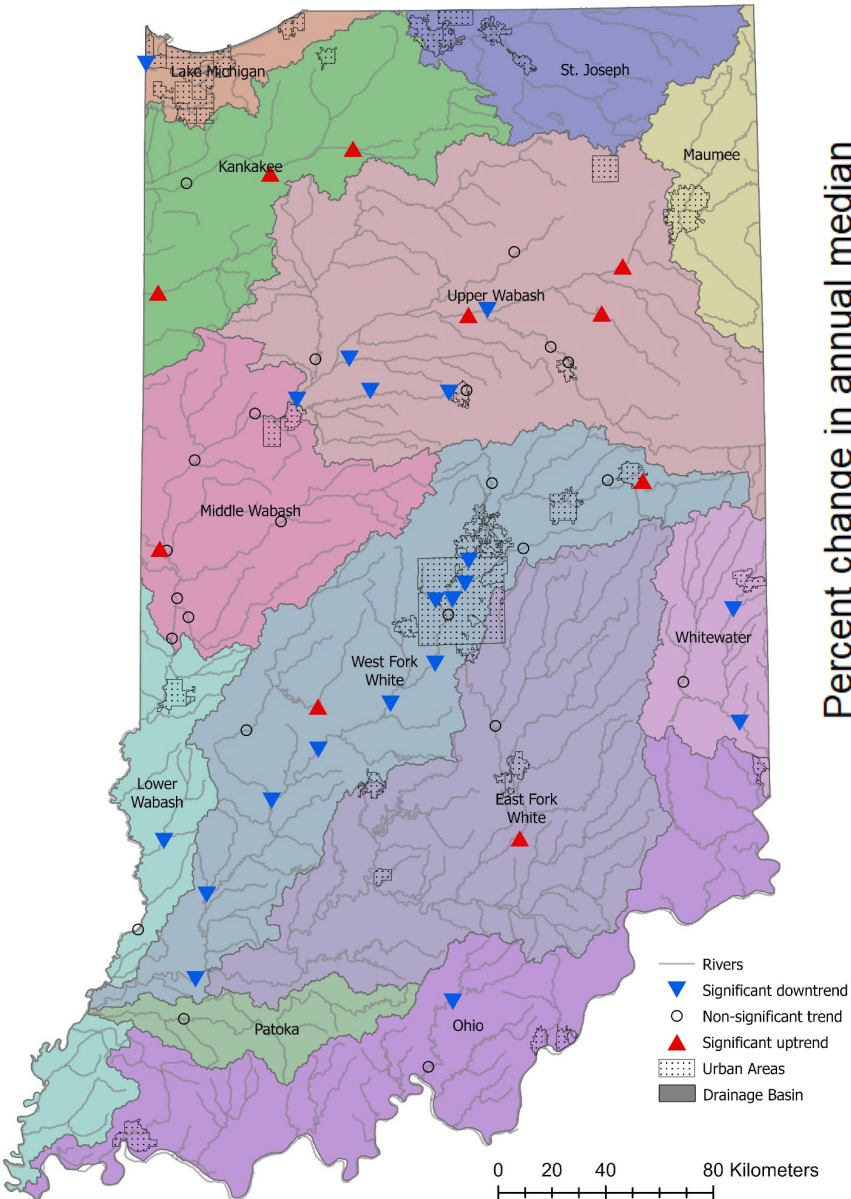 Lake Michigan
St. Joseph
Kankakee
Maumee
Upper Wabash
Middle Wabash
West Fork
White
Whitewater
Lower
Wabash
East Fork
White
Patoka
Ohio
Rivers
Significant downtrend
Non-significant trend
Significant uptrend
Urban Areas
Drainage Basin
0 20 40 80 Kilometers
Percent change in annual median